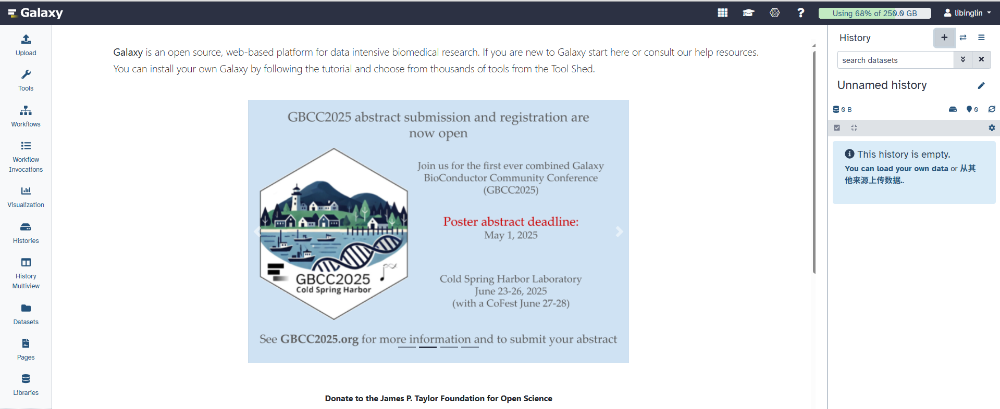 Galaxy
Using 68% of 250.0 GB
libinglin
Upload
Tools
Workflows
Workflow
Invocations
Visualization
Histories
History
Multiview
Datasets
Pages
Libraries
Galaxy is an open source, web-based platform for data intensive biomedical research. If you are new to Galaxy start here or consult our help resources.
You can install your own Galaxy by following the tutorial and choose from thousands of tools from the Tool Shed.
GBCC2025 abstract submission and registration are
now open
Join us for the first ever combined Galaxy
BioConductor Community Conference
(GBCC2025)
Poster abstract deadline:
May 1, 2025
GBCC2025
Cold Spring Harbor
Cold Spring Harbor Laboratory
June 23-26, 2025
(with a CoFest June 27-28)
See GBCC2025.org for more information and to submit your abstract
Donate to the James P. Taylor Foundation for Open Science
History
search datasets
Unnamed history
0 B
0
This history is empty.
You can load your own data or 从其
他来源上传数据..